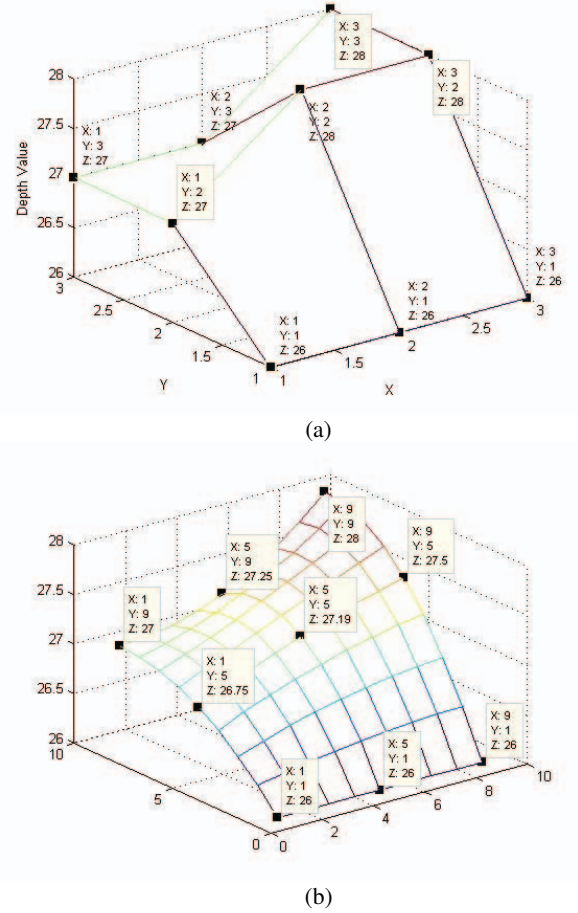 28
27.5
27
26.5
26
Depth Value
3
2.5
2
1.5
1
Y
1
1.5
2
2.5
3
X
X: 1
Y: 3
Z: 27
X: 2
Y: 3
Z: 27
X: 3
Y: 3
Z: 28
X: 1
Y: 2
Z: 27
X: 2
Y: 2
Z: 28
X: 3
Y: 2
Z: 28
X: 1
Y: 1
Z: 26
X: 2
Y: 1
Z: 26
X: 3
Y: 1
Z: 26
(a)
28
27.5
27
26.5
26
10
5
0
0
2
4
6
8
10
X: 1
Y: 9
Z: 27
X: 5
Y: 9
Z: 27.25
X: 9
Y: 9
Z: 28
X: 1
Y: 5
Z: 26.75
X: 5
Y: 5
Z: 27.19
X: 9
Y: 5
Z: 27.5
X: 1
Y: 1
Z: 26
X: 5
Y: 1
Z: 26
X: 9
Y: 1
Z: 26
(b)